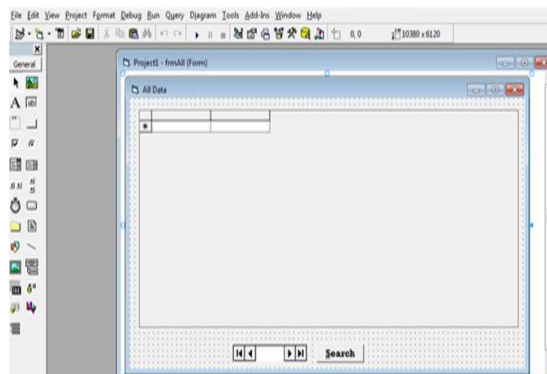 File Edit View Project Format Debug Run Query Diagram Tools Add-Ins Window Help
0, 0 10380 x 6120
General
Project1 - frmAll (Form)
All Data
Search